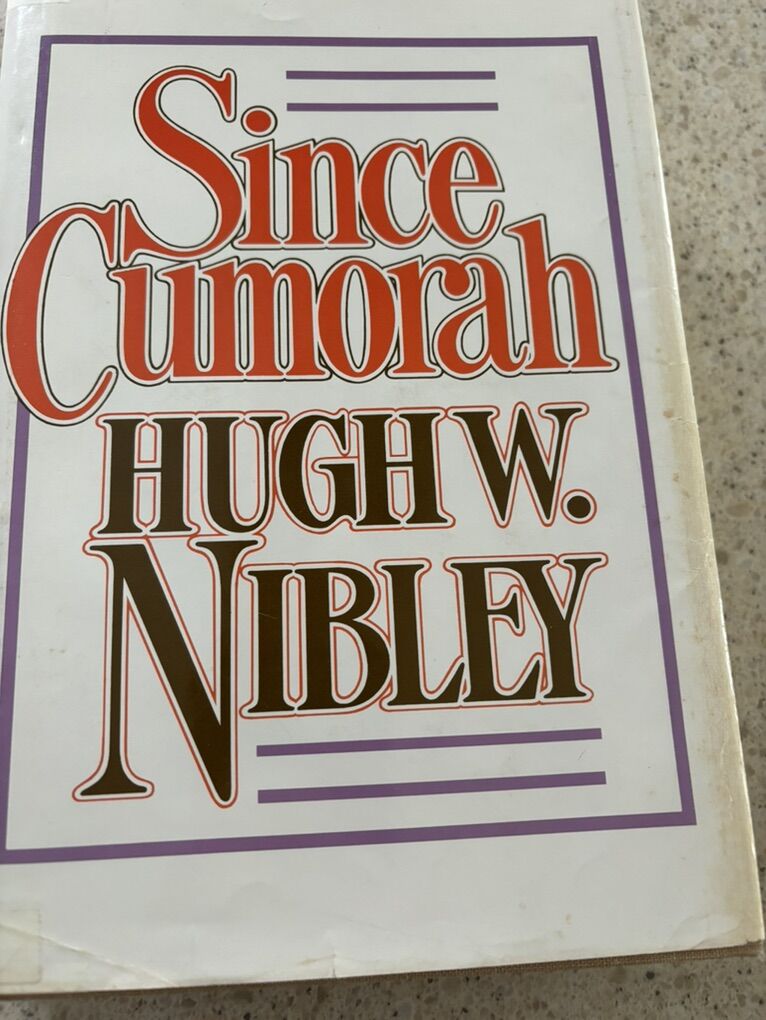 Since
Cumorah
HUGH W.
NIBLEY